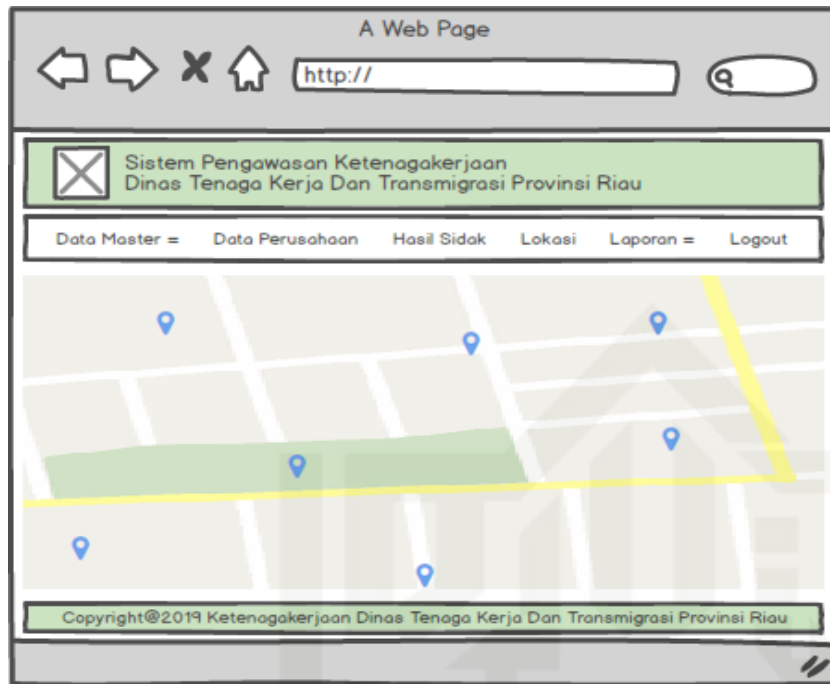 A Web Page
http://
Sistem Pengawasan Ketenagakerjaan
Dinas Tenaga Kerja Dan Transmigrasi Provinsi Riau
Data Master = Data Perusahaan Hasil Sidak Lokasi Laporan = Logout
Copyright@2019 Ketenagakerjaan Dinas Tenaga Kerja Dan Transmigrasi Provinsi Riau